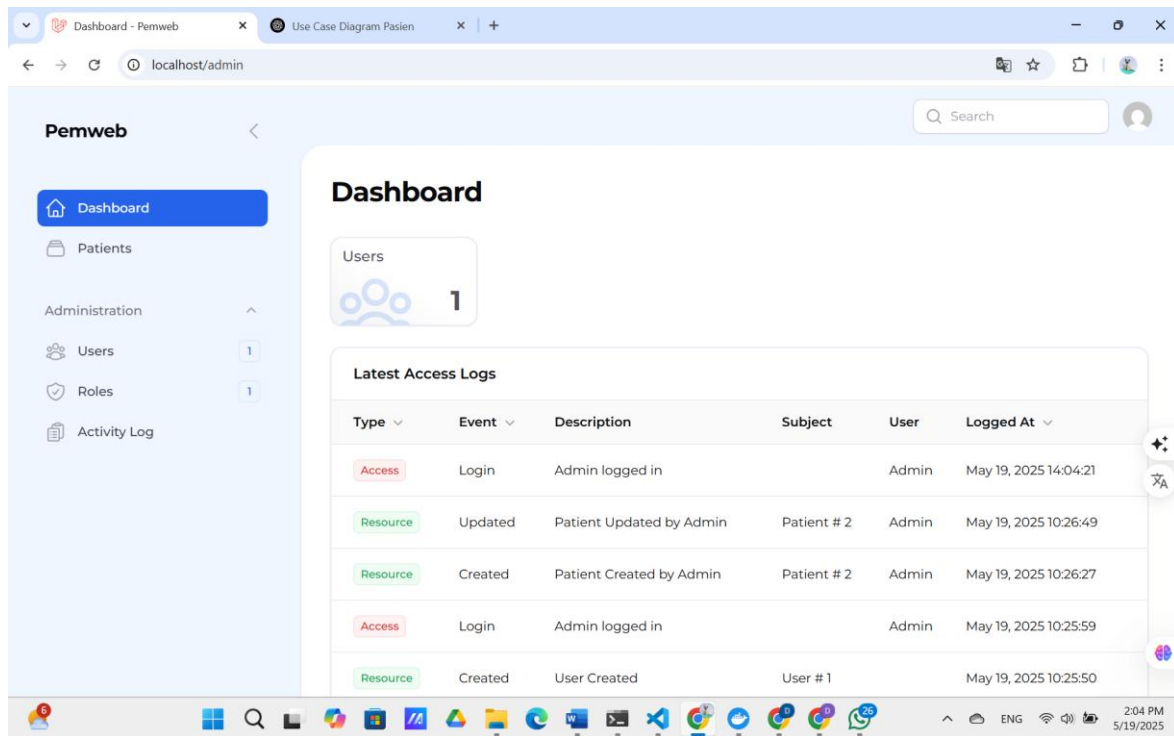 Dashboard - Pemweb
Use Case Diagram Pasien
localhost/admin
Pemweb
Search
Dashboard
Patients
Administration
Users 1
Roles 1
Activity Log
Dashboard
Users
1
Latest Access Logs
Type Event Description Subject User Logged At
Access Login Admin logged in Admin May 19, 2025 14:04:21
Resource Updated Patient Updated by Admin Patient # 2 Admin May 19, 2025 10:26:49
Resource Created Patient Created by Admin Patient # 2 Admin May 19, 2025 10:26:27
Access Login Admin logged in Admin May 19, 2025 10:25:59
Resource Created User Created User # 1 May 19, 2025 10:25:50
6
26
ENG
2:04 PM
5/19/2025